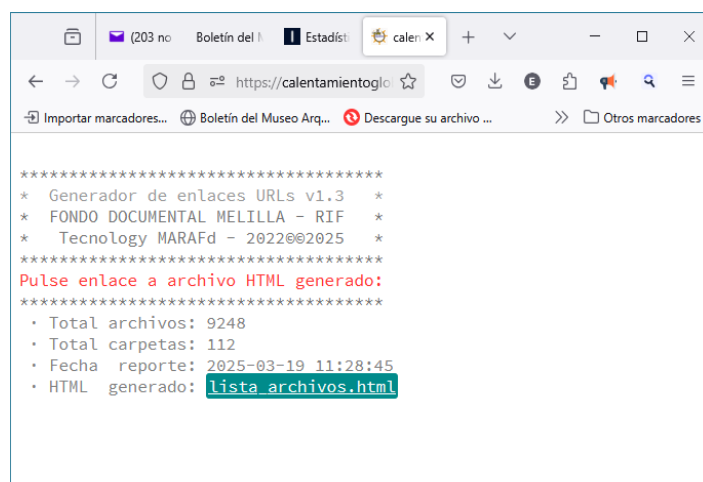 (203 no
Boletín del
Estadíst
calen
https://calentamientoglo
E
Importar marcadores...
Boletín del Museo Arq...
Descargue su archivo ...
Otros marcadores
*************************************
* Generador de enlaces URLs v1.3 *
* FONDO DOCUMENTAL MELILLA - RIF *
* Tecnology MARAFd - 2022©©2025 *
*************************************
Pulse enlace a archivo HTML generado:
*************************************
· Total archivos: 9248
· Total carpetas: 112
· Fecha reporte: 2025-03-19 11:28:45
· HTML generado: lista_archivos.html